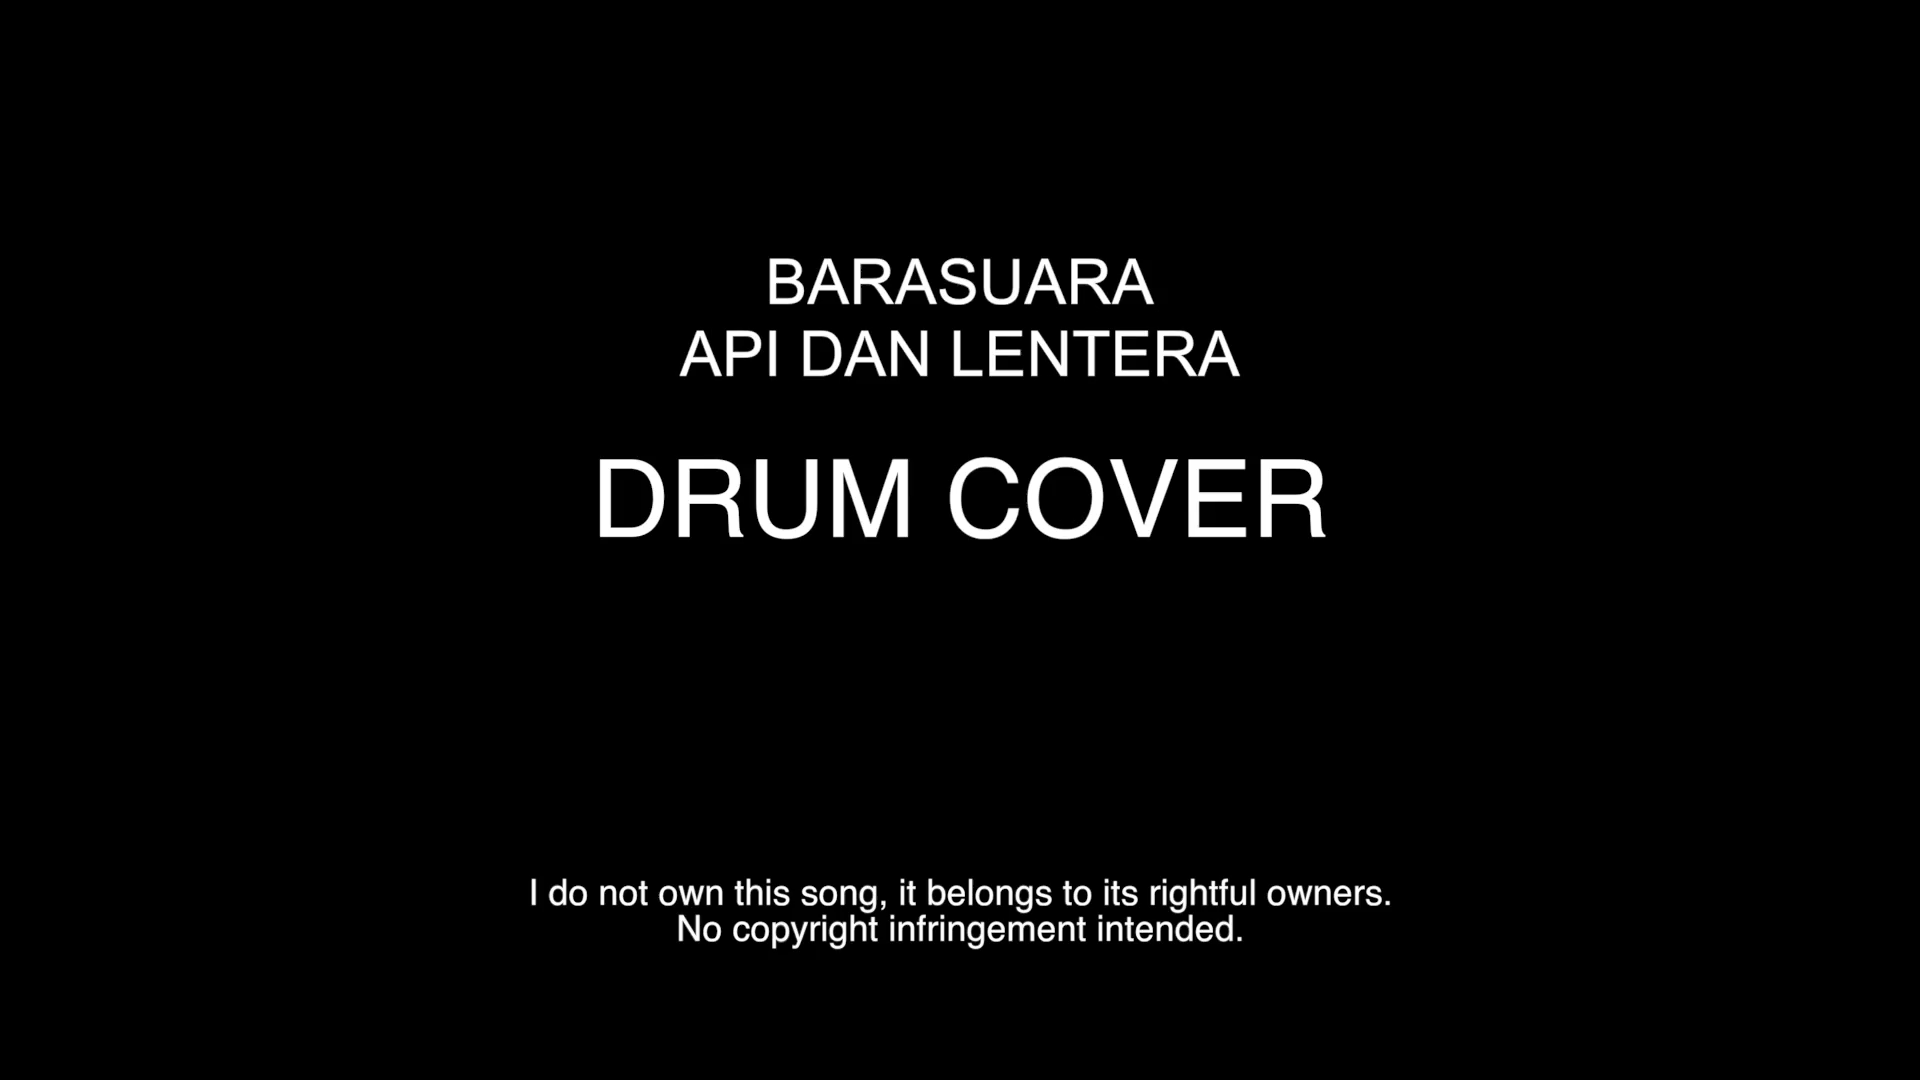 BARASUARA
API DAN LENTERA
DRUM COVER
I do not own this song, it belongs to its rightful owners.
No copyright infringement intended.